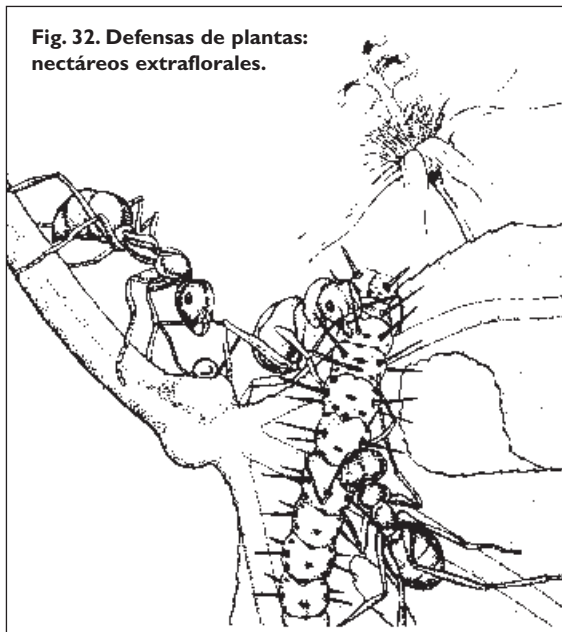 Fig. 32. Defensas de plantas:
nectáreos extraflorales.